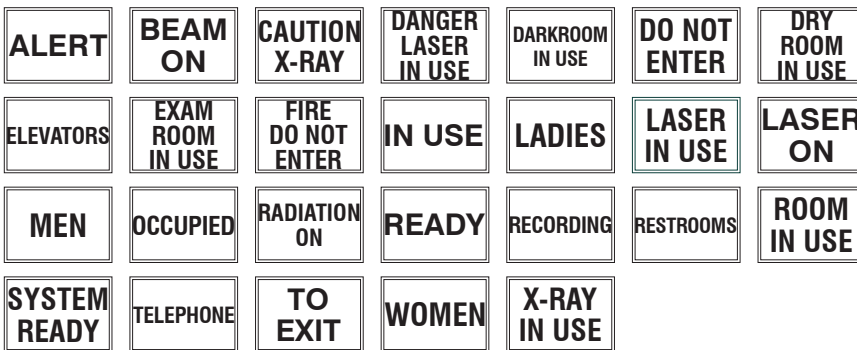 ALERT
BEAM
ON
CAUTION
X-RAY
DANGER
LASER
IN USE
DARKROOM
IN USE
DO NOT
ENTER
DRY
ROOM
IN USE
ELEVATORS
EXAM
ROOM
IN USE
FIRE
DO NOT
ENTER
IN USE
LADIES
LASER
IN USE
LASER
ON
MEN
OCCUPIED
RADIATION
ON
READY
RECORDING
RESTROOMS
ROOM
IN USE
SYSTEM
READY
TELEPHONE
TO
EXIT
WOMEN
X-RAY
IN USE